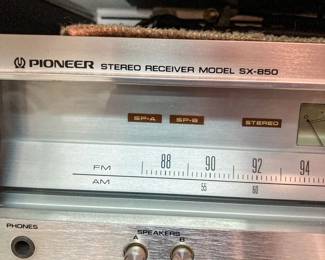 PIONEER STEREO RECEIVER MODEL SX-850
SP-A SP-B STEREO
FM 88 90 92 94
AM 55 60
PHONES SPEAKERS
A B